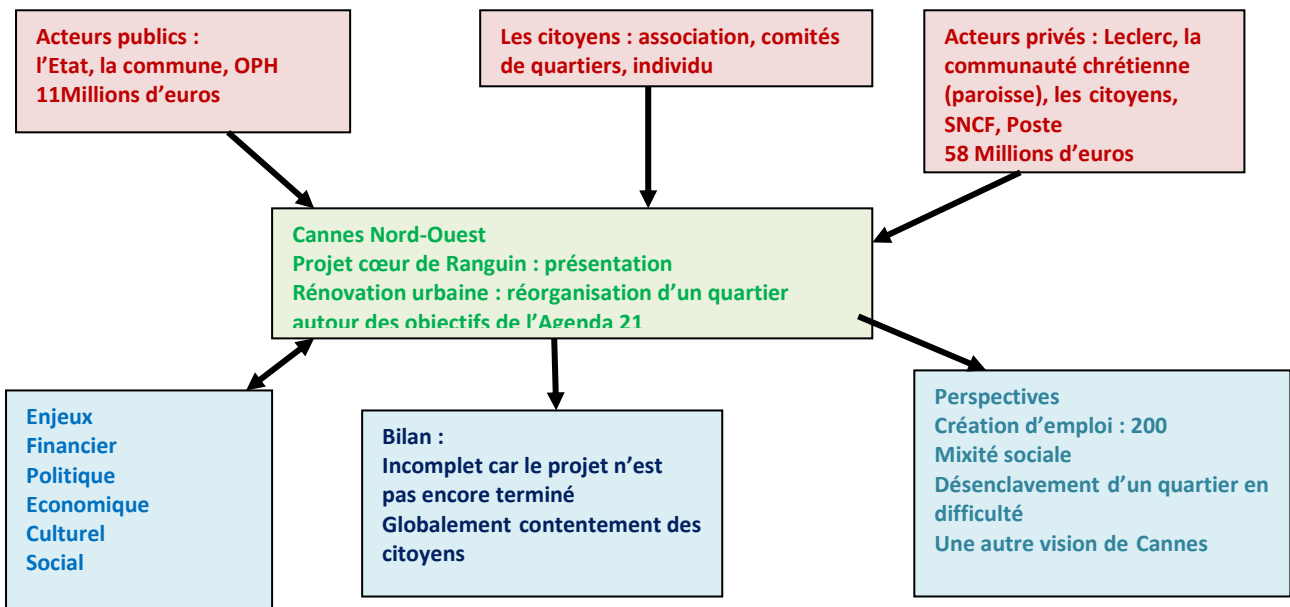 Acteurs publics :
l’Etat, la commune, OPH
11Millions d’euros
Les citoyens : association, comités
de quartiers, individu
Acteurs privés : Leclerc, la
communauté chrétienne
(paroisse), les citoyens,
SNCF, Poste
58 Millions d’euros
Cannes Nord-Ouest
Projet cœur de Ranguin : présentation
Rénovation urbaine : réorganisation d’un quartier
autour des objectifs de l’Agenda 21
Enjeux
Financier
Politique
Economique
Culturel
Social
Bilan :
Incomplet car le projet n’est
pas encore terminé
Globalement contentement des
citoyens
Perspectives
Création d’emploi : 200
Mixité sociale
Désenclavement d’un quartier en
difficulté
Une autre vision de Cannes